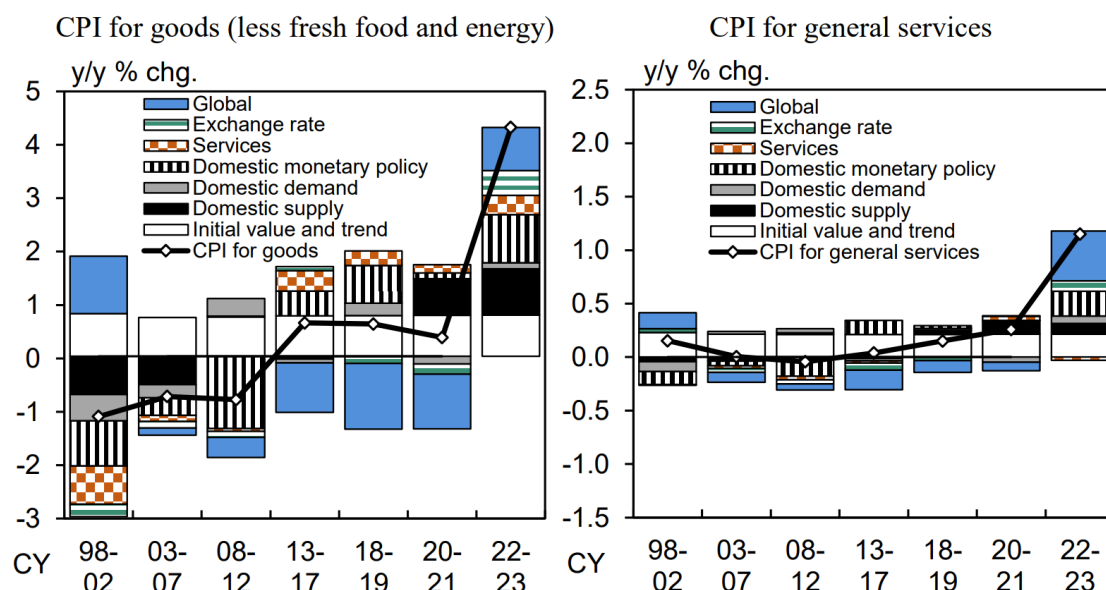 CPI for goods (less fresh food and energy)
y/y % chg.
5
4
3
2
1
0
-1
-2
-3
Global
Exchange rate
Services
Domestic monetary policy
Domestic demand
Domestic supply
Initial value and trend
CPI for goods
CY
98-
02
03-
07
08-
12
13-
17
18-
19
20-
21
22-
23
CPI for general services
y/y % chg.
2.5
2.0
1.5
1.0
0.5
0.0
-0.5
-1.0
-1.5
Global
Exchange rate
Services
Domestic monetary policy
Domestic demand
Domestic supply
Initial value and trend
CPI for general services
CY
98-
02
03-
07
08-
12
13-
17
18-
19
20-
21
22-
23